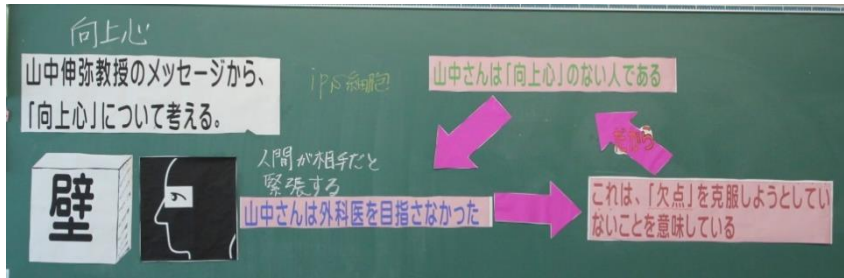 向上心
山中伸弥教授のメッセージから、
「向上心」について考える。
iPS細胞
山中さんは「向上心」のない人である
壁
人間が相手だと
緊張する
山中さんは外科医を目指さなかった
これは、「欠点」を克服しようとしてい
ないことを意味している